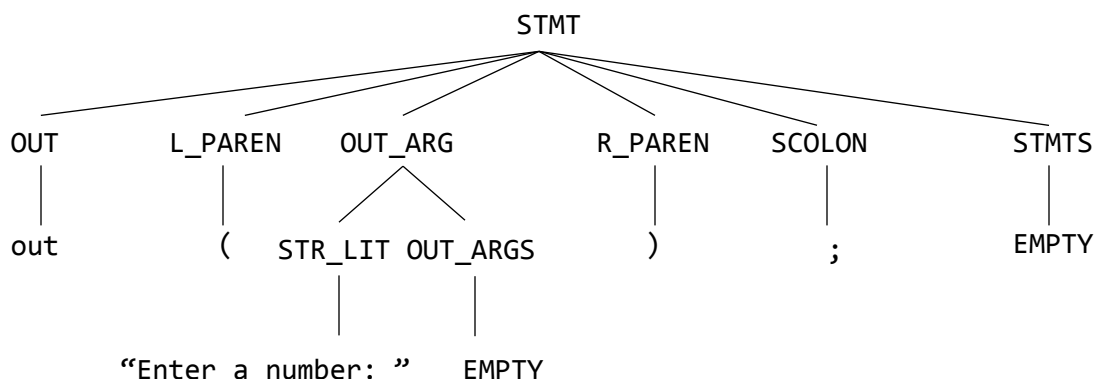 STMT
OUT L_PAREN OUT_ARG R_PAREN SCOLON STMTS
out ( STR_LIT OUT_ARGS ) ; EMPTY
“Enter a number: ” EMPTY